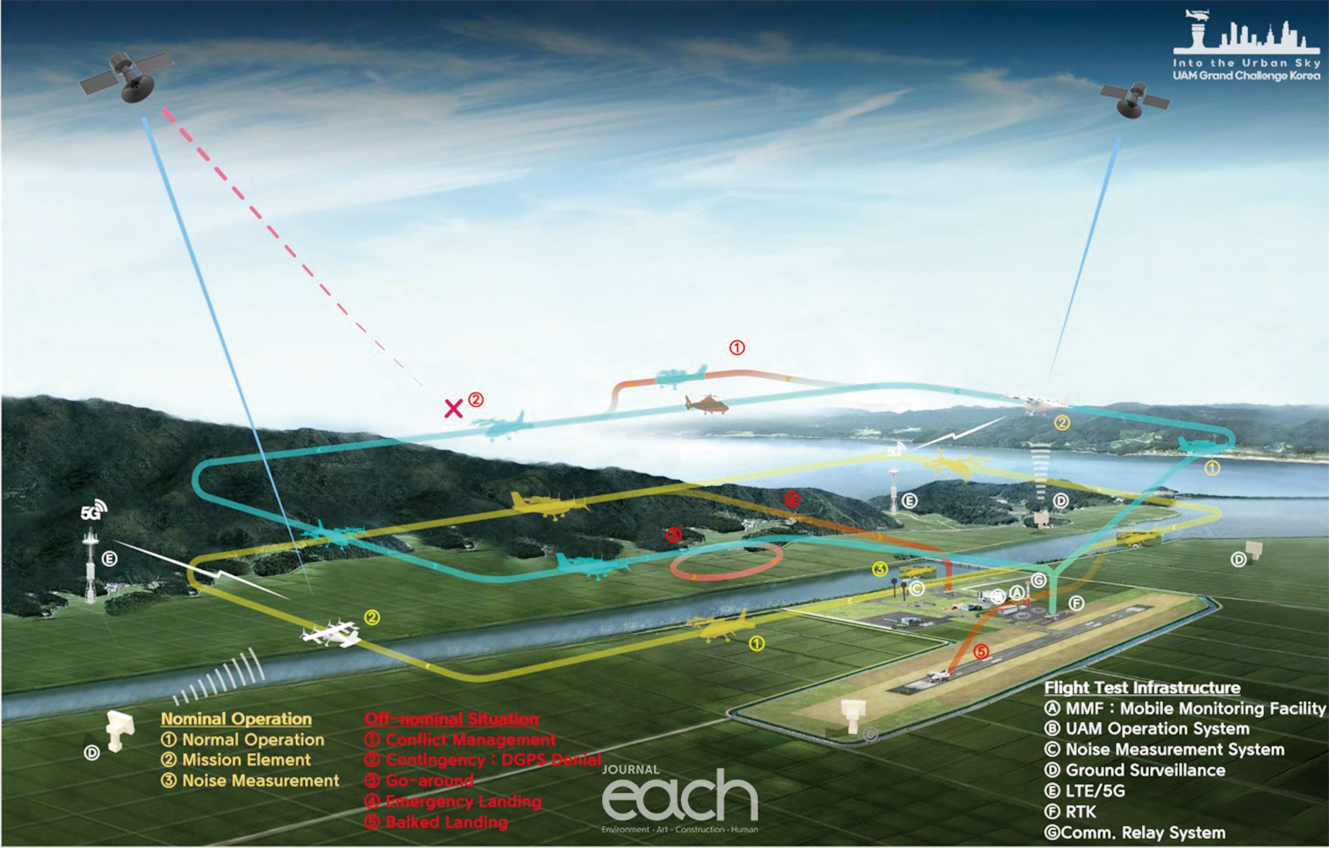 Into the Urban Sky
UAM Grand Challenge Korea
①
②
②
5G
①
Ⓔ
Ⓓ
5G
Ⓔ
③
Ⓓ
③
Ⓒ
Ⓖ
Ⓑ
Ⓐ
Ⓕ
②
①
⑤
Ⓓ
Ⓖ
Nominal Operation
① Normal Operation
② Mission Element
③ Noise Measurement
Off-nominal Situation
① Conflict Management
② Contingency : DGPS Denial
③ Go-around
④ Emergency Landing
⑤ Balked Landing
JOURNAL
each
Environment - Art - Construction - Human
Flight Test Infrastructure
Ⓐ MMF : Mobile Monitoring Facility
Ⓑ UAM Operation System
Ⓒ Noise Measurement System
Ⓓ Ground Surveillance
Ⓔ LTE/5G
Ⓕ RTK
ⒼComm. Relay System